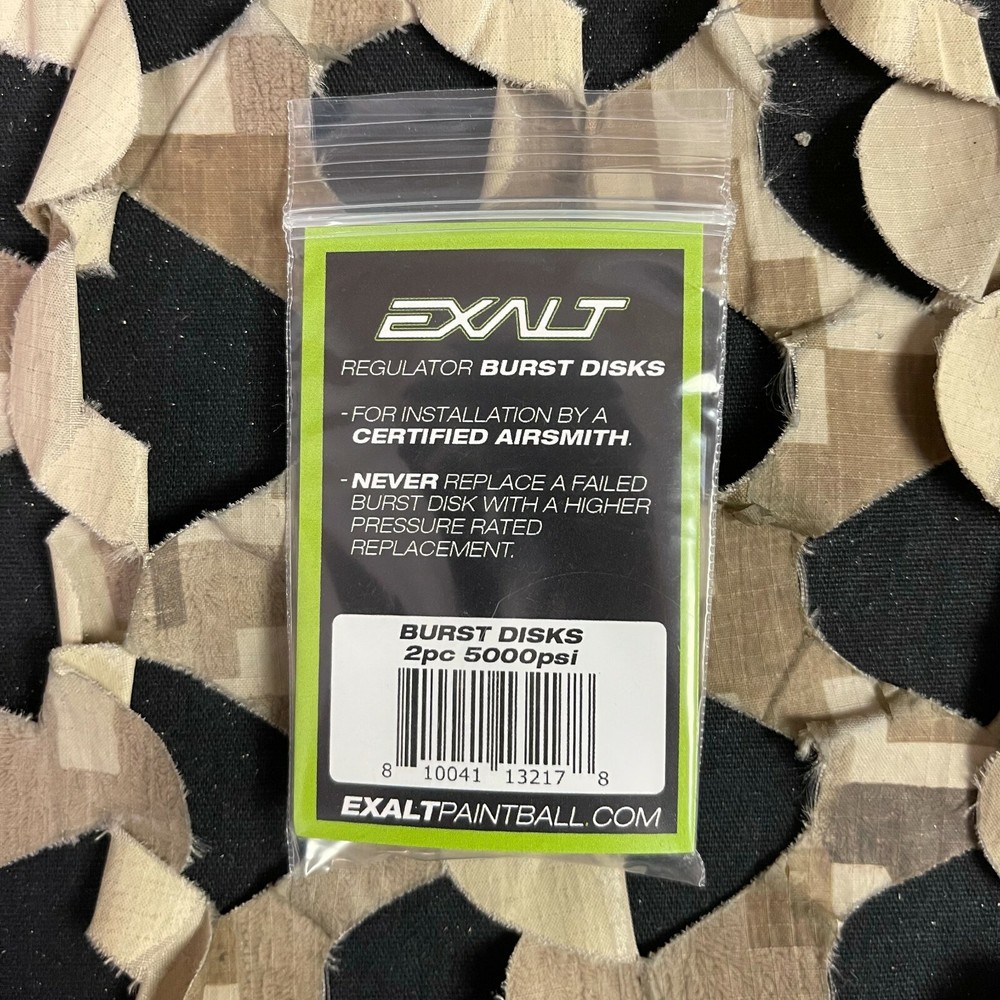 EXALT
REGULATOR BURST DISKS
- FOR INSTALLATION BY A
CERTIFIED AIRSMITH.
- NEVER REPLACE A FAILED
BURST DISK WITH A HIGHER
PRESSURE RATED
REPLACEMENT.
BURST DISKS
2pc 5000psi
8 10041 13217 8
EXALTPAINTBALL.COM